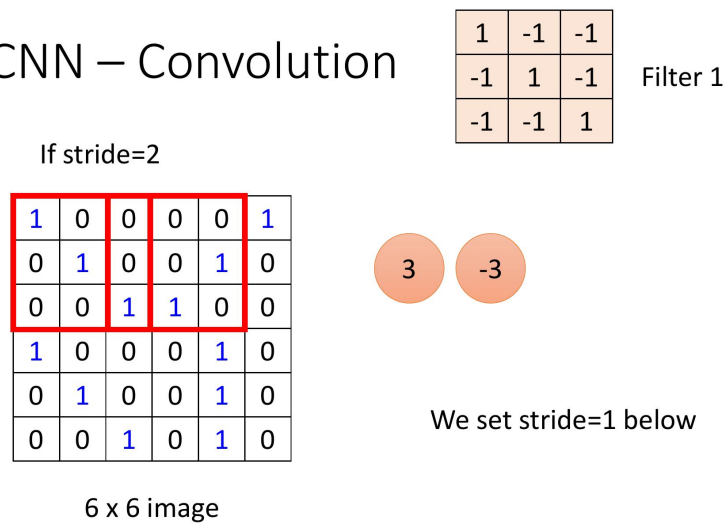 CNN – Convolution
1 -1 -1
-1 1 -1
-1 -1 1
Filter 1
If stride=2
1 0 0 0 0 1
0 1 0 0 1 0
0 0 1 1 0 0
1 0 0 0 1 0
0 1 0 0 1 0
0 0 1 0 1 0
3 -3
We set stride=1 below
6 x 6 image